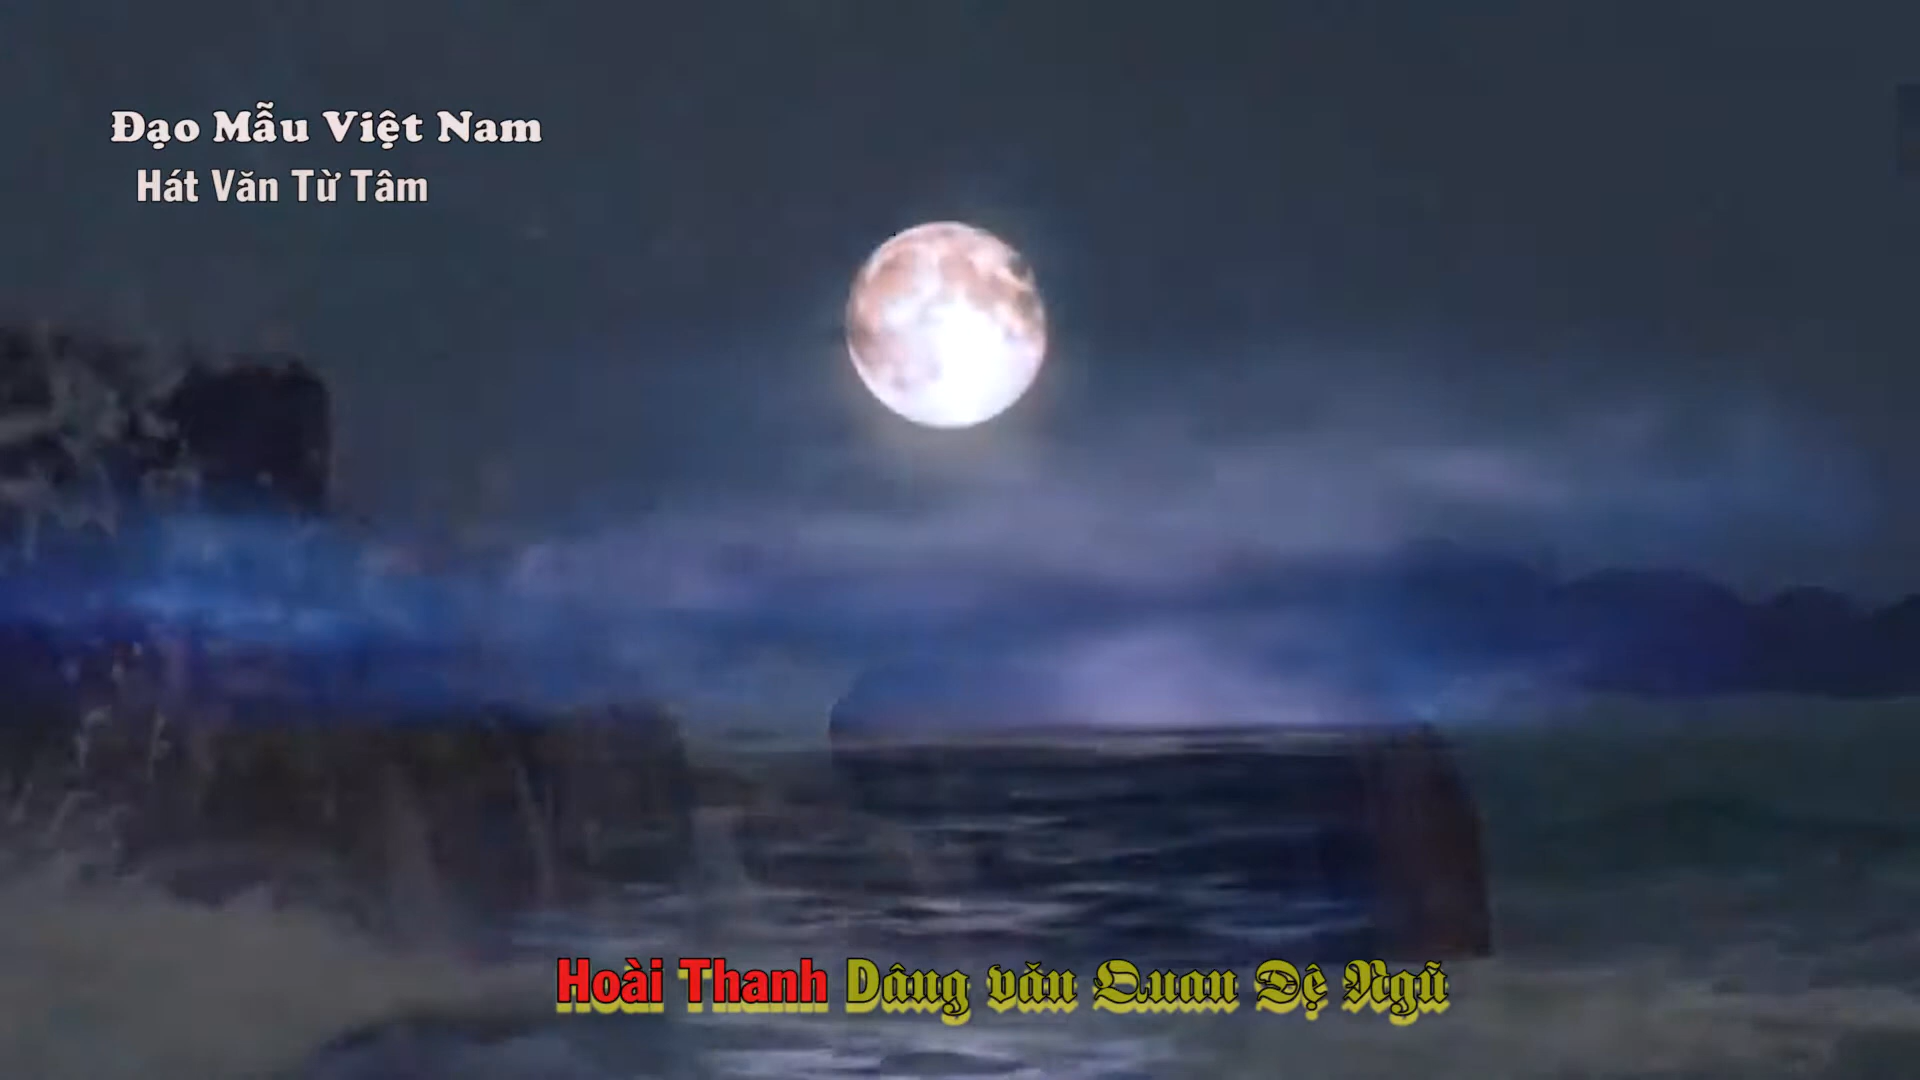 Đạo Mẫu Việt Nam
Hát Văn Từ Tâm
Hoài Thanh Dâng văn Quan Đệ Ngũ